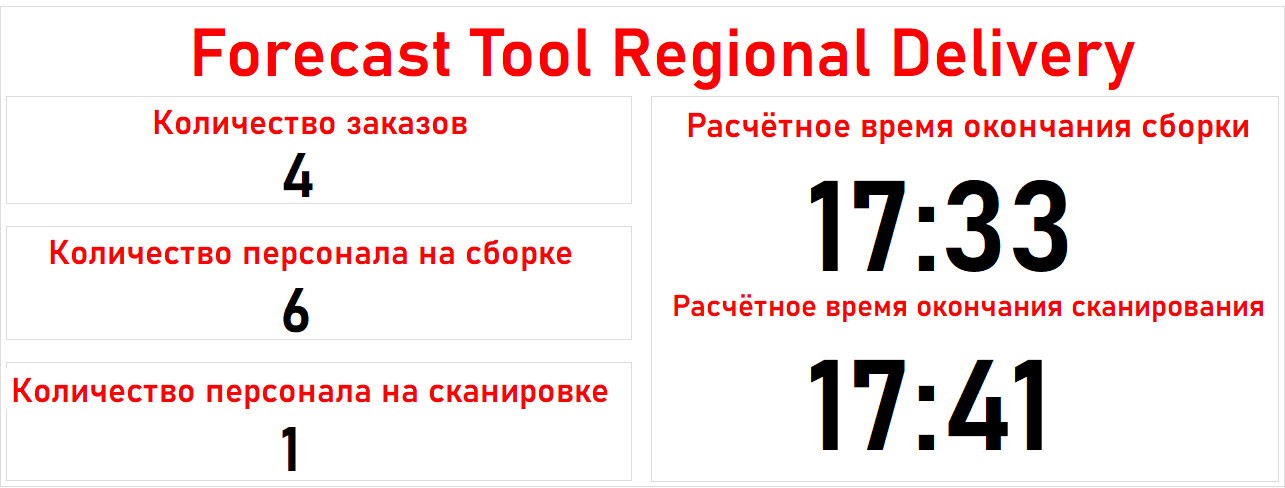 Forecast Tool Regional Delivery
Количество заказов
4
Количество персонала на сборке
6
Количество персонала на сканировке
1
Расчётное время окончания сборки
17:33
Расчётное время окончания сканирования
17:41